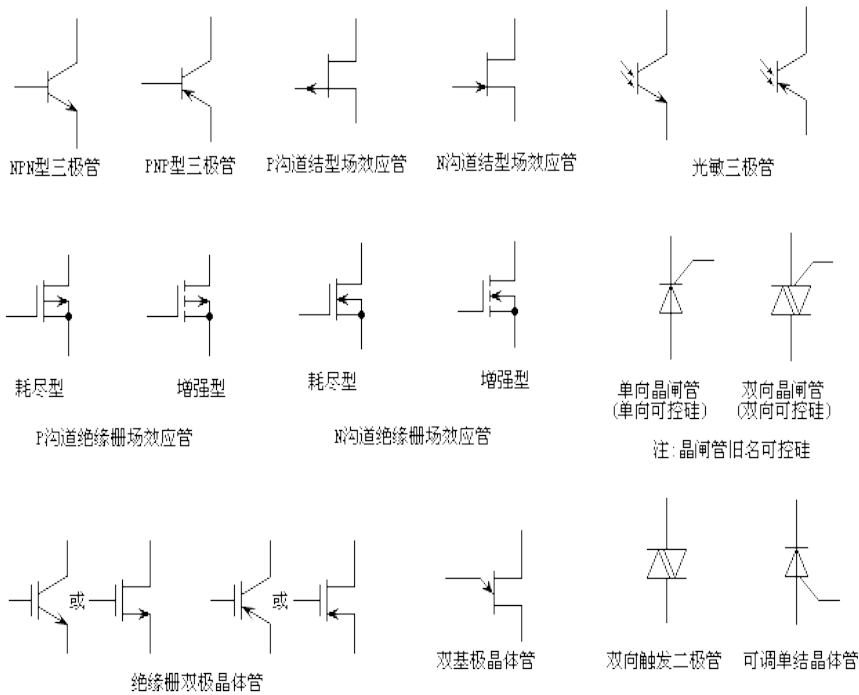 NPN型三极管
PNP型三极管
P沟道结型场效应管
N沟道结型场效应管
光敏三极管
耗尽型
增强型
耗尽型
增强型
P沟道绝缘栅场效应管
N沟道绝缘栅场效应管
单向晶闸管
(单向可控硅)
双向晶闸管
(双向可控硅)
注:晶闸管旧名可控硅
或
或
绝缘栅双极晶体管
双基极晶体管
双向触发二极管
可调单结晶体管